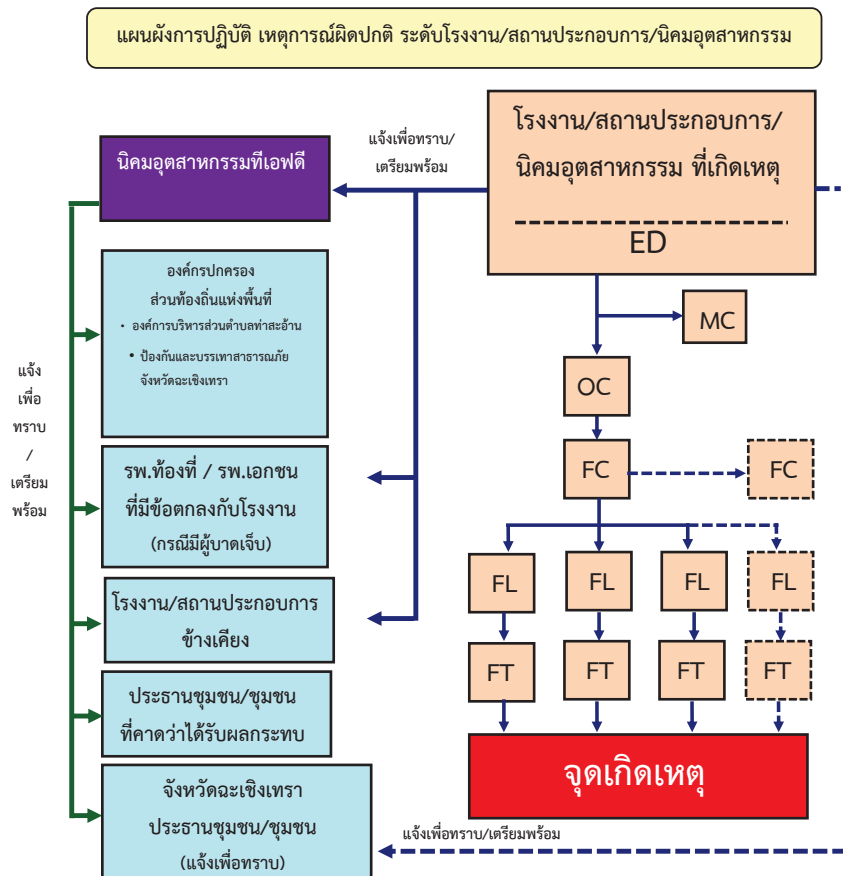 แผนผังการปฏิบัติ เหตุการณ์ผิดปกติ ระดับโรงงาน/สถานประกอบการ/นิคมอุตสาหกรรม
โรงงาน/สถานประกอบการ/
นิคมอุตสาหกรรม ที่เกิดเหตุ
ED
แจ้งเพื่อทราบ/
เตรียมพร้อม
นิคมอุตสาหกรรมทีเอฟดี
องค์กรปกครอง
ส่วนท้องถิ่นแห่งพื้นที่
• องค์การบริหารส่วนตำบลท่าสะอ้าน
• ป้องกันและบรรเทาสาธารณภัย
จังหวัดฉะเชิงเทรา
แจ้ง
เพื่อ
ทราบ
/
เตรียม
พร้อม
รพ.ท้องที่ / รพ.เอกชน
ที่มีข้อตกลงกับโรงงาน
(กรณีมีผู้บาดเจ็บ)
โรงงาน/สถานประกอบการ
ข้างเคียง
ประธานชุมชน/ชุมชน
ที่คาดว่าได้รับผลกระทบ
จังหวัดฉะเชิงเทรา
ประธานชุมชน/ชุมชน
(แจ้งเพื่อทราบ)
MC
OC
FC FC
FL FL FL FL
FT FT FT FT
จุดเกิดเหตุ
แจ้งเพื่อทราบ/เตรียมพร้อม